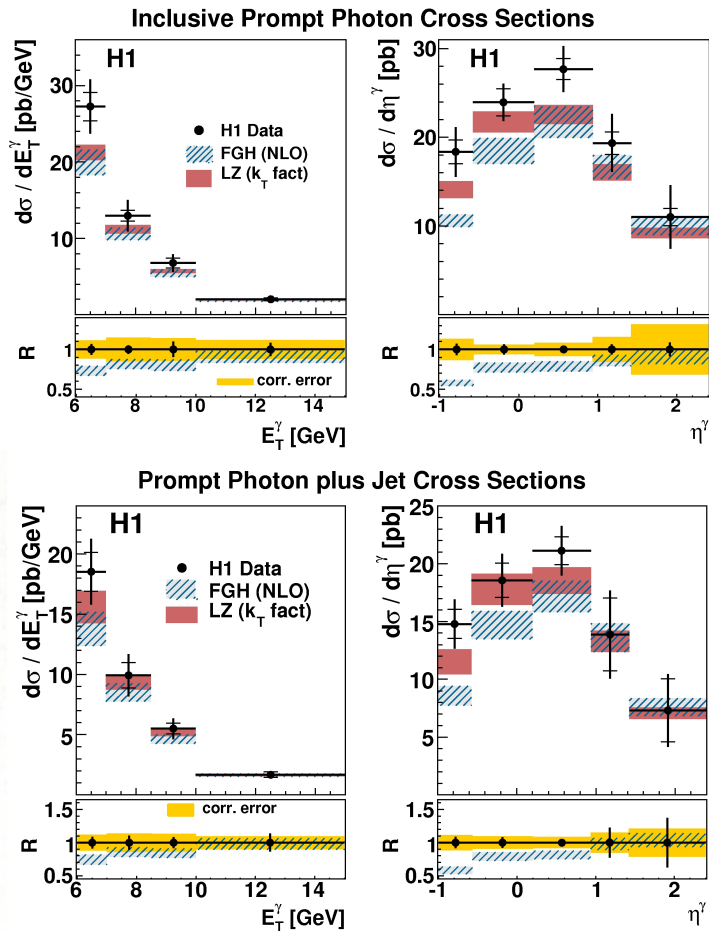 Inclusive Prompt Photon Cross Sections
H1
dσ / dE_T^γ [pb/GeV]
30
20
10
H1 Data
FGH (NLO)
LZ (k_T fact)
R
1
0.5
corr. error
6 8 10 12 14
E_T^γ [GeV]
H1
dσ / dη^γ [pb]
30
20
10
R
1
0.5
-1 0 1 2
η^γ
Prompt Photon plus Jet Cross Sections
H1
dσ / dE_T^γ [pb/GeV]
20
15
10
5
H1 Data
FGH (NLO)
LZ (k_T fact)
R
1.5
1
0.5
corr. error
6 8 10 12 14
E_T^γ [GeV]
H1
dσ / dη^γ [pb]
25
20
15
10
5
0
R
1.5
1
0.5
-1 0 1 2
η^γ